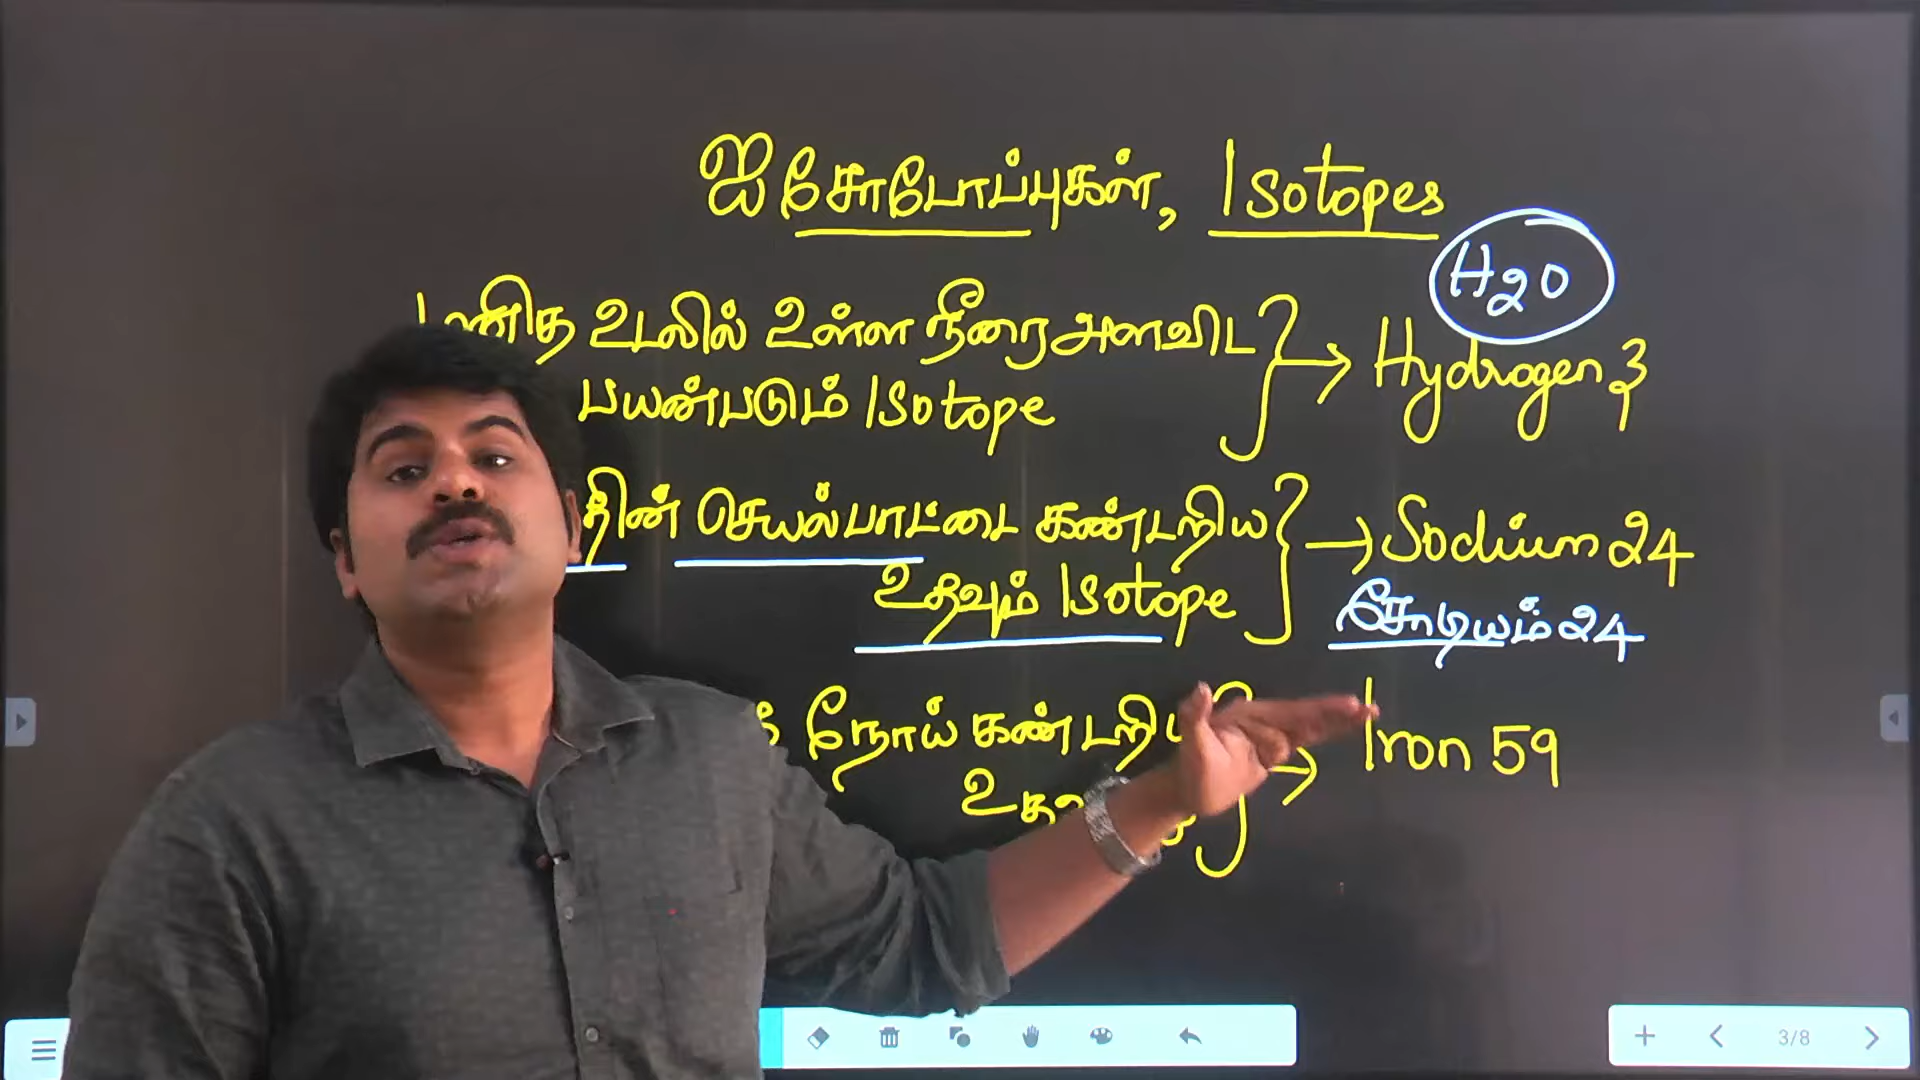 ஐசோடோப்புகள், Isotopes
H2O
மனித உடலில் உள்ள நீரை அளவிட → Hydrogen 3
பயன்படும் Isotope
தின் செயல்பாட்டை கண்டறிய → Sodium 24
உதவும் Isotope
சோடியம் 24
நோய் கண்டறிய → Iron 59
3/8